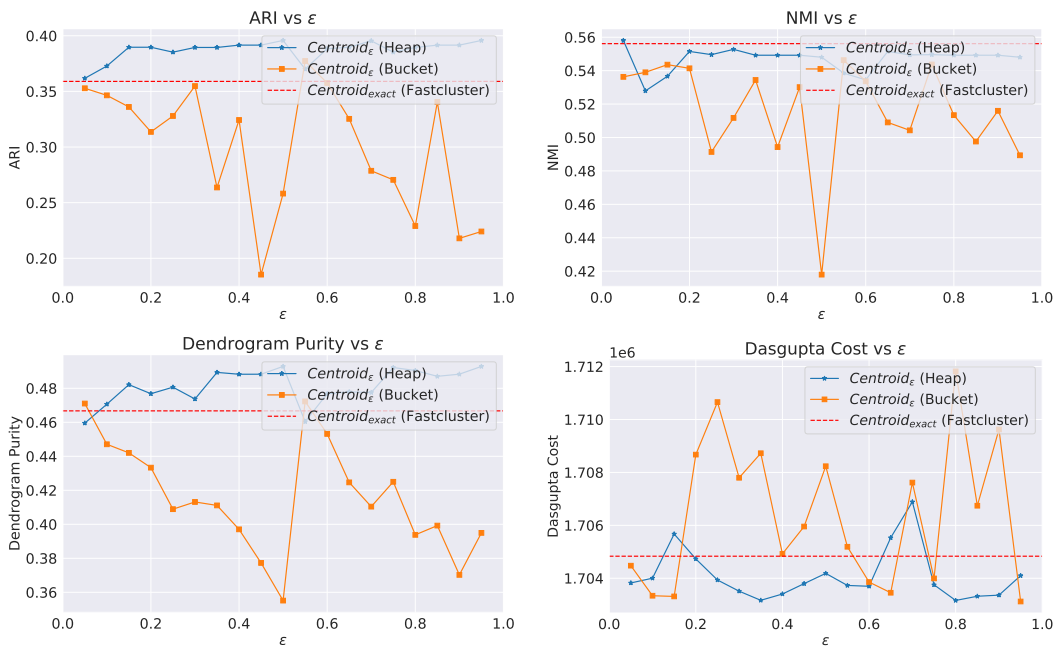 ARI vs ε
0.40
0.35
0.30
0.25
0.20
ARI
0.0 0.2 0.4 0.6 0.8 1.0
ε
Centroidε (Heap)
Centroidε (Bucket)
Centroidexact (Fastcluster)
NMI vs ε
0.56
0.54
0.52
0.50
0.48
0.46
0.44
0.42
NMI
0.0 0.2 0.4 0.6 0.8 1.0
ε
Centroidε (Heap)
Centroidε (Bucket)
Centroidexact (Fastcluster)
Dendrogram Purity vs ε
0.48
0.46
0.44
0.42
0.40
0.38
0.36
Dendrogram Purity
0.0 0.2 0.4 0.6 0.8 1.0
ε
Centroidε (Heap)
Centroidε (Bucket)
Centroidexact (Fastcluster)
Dasgupta Cost vs ε
1e6
1.712
1.710
1.708
1.706
1.704
Dasgupta Cost
0.0 0.2 0.4 0.6 0.8 1.0
ε
Centroidε (Heap)
Centroidε (Bucket)
Centroidexact (Fastcluster)